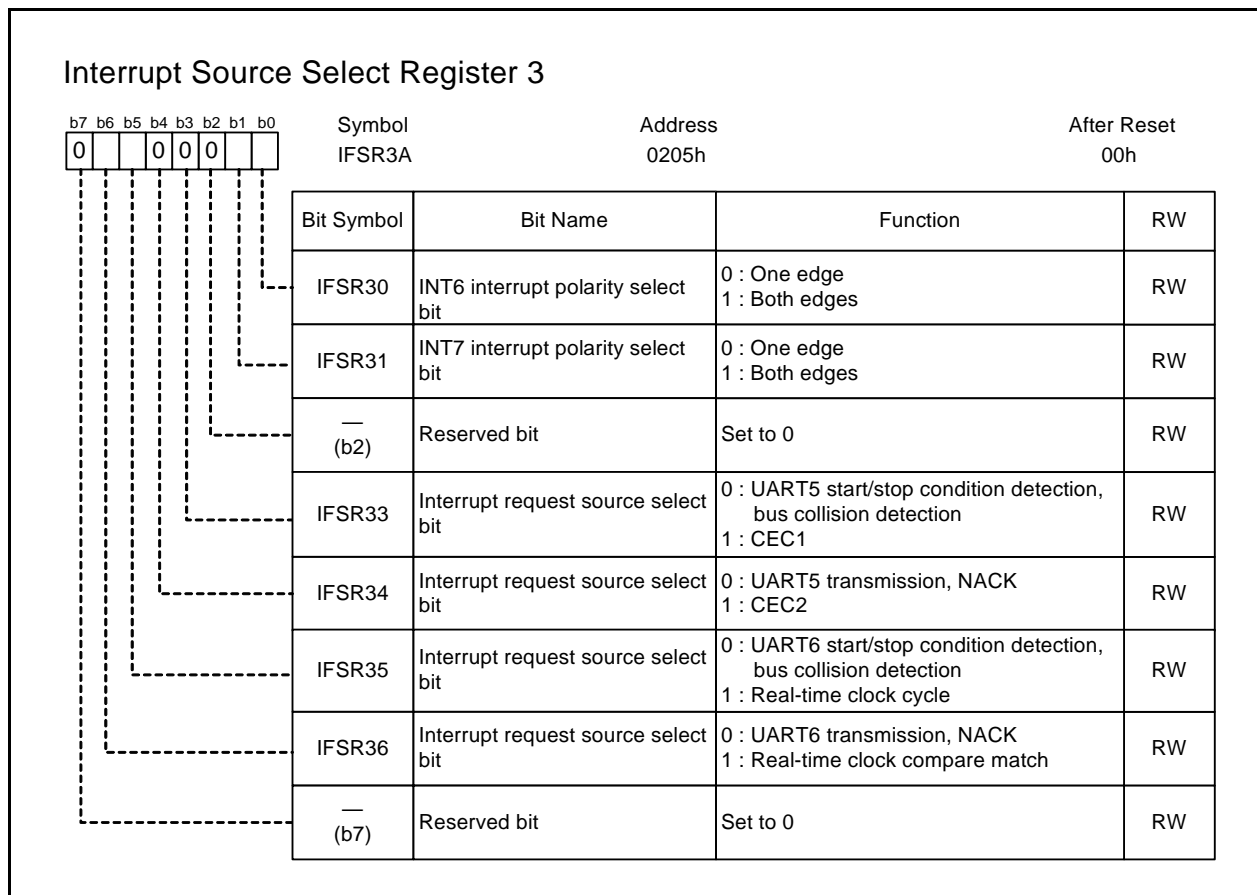 Interrupt Source Select Register 3
b7 b6 b5 b4 b3 b2 b1 b0
0 0 0 0
Symbol Address After Reset
IFSR3A 0205h 00h
Bit Symbol Bit Name Function RW
IFSR30 INT6 interrupt polarity select bit 0 : One edge 1 : Both edges RW
IFSR31 INT7 interrupt polarity select bit 0 : One edge 1 : Both edges RW
— (b2) Reserved bit Set to 0 RW
IFSR33 Interrupt request source select bit 0 : UART5 start/stop condition detection, bus collision detection 1 : CEC1 RW
IFSR34 Interrupt request source select bit 0 : UART5 transmission, NACK 1 : CEC2 RW
IFSR35 Interrupt request source select bit 0 : UART6 start/stop condition detection, bus collision detection 1 : Real-time clock cycle RW
IFSR36 Interrupt request source select bit 0 : UART6 transmission, NACK 1 : Real-time clock compare match RW
— (b7) Reserved bit Set to 0 RW